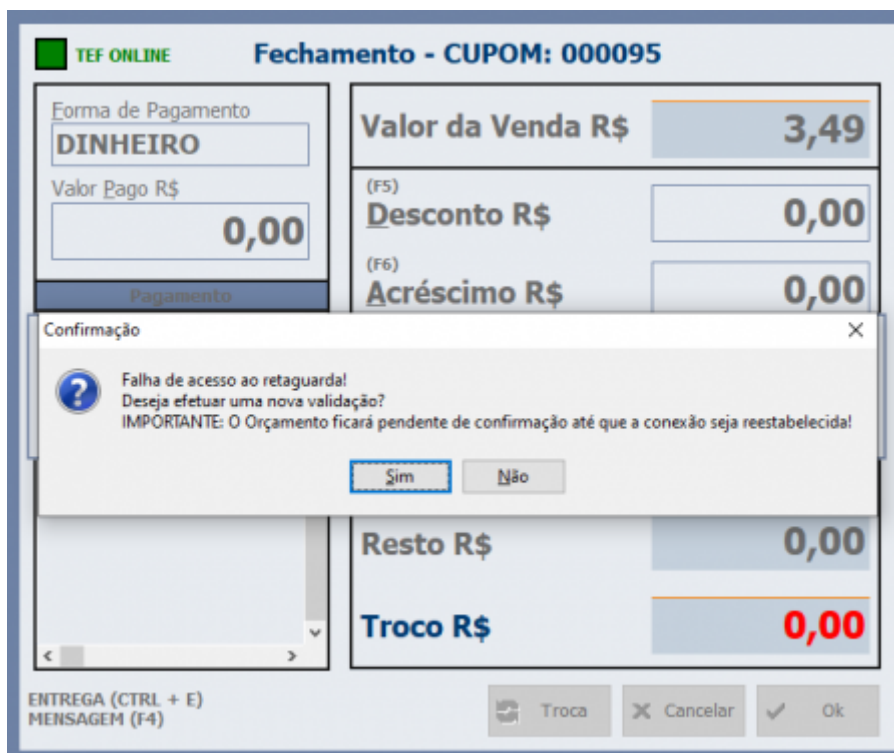 TEF ONLINE
Fechamento - CUPOM: 000095
Forma de Pagamento
DINHEIRO
Valor Pago R$
0,00
Pagamento
Valor da Venda R$
3,49
(F5)
Desconto R$
0,00
(F6)
Acréscimo R$
0,00
Confirmação
Falha de acesso ao retaguarda!
Deseja efetuar uma nova validação?
IMPORTANTE: O Orçamento ficará pendente de confirmação até que a conexão seja reestabelecida!
Sim
Não
Resto R$
0,00
Troco R$
0,00
ENTREGA (CTRL + E)
MENSAGEM (F4)
Troca
Cancelar
Ok